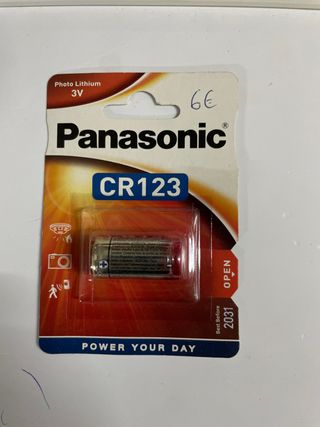 Photo Lithium
3V
6€
Panasonic®
CR123
OPEN
Best Before
2031
POWER YOUR DAY